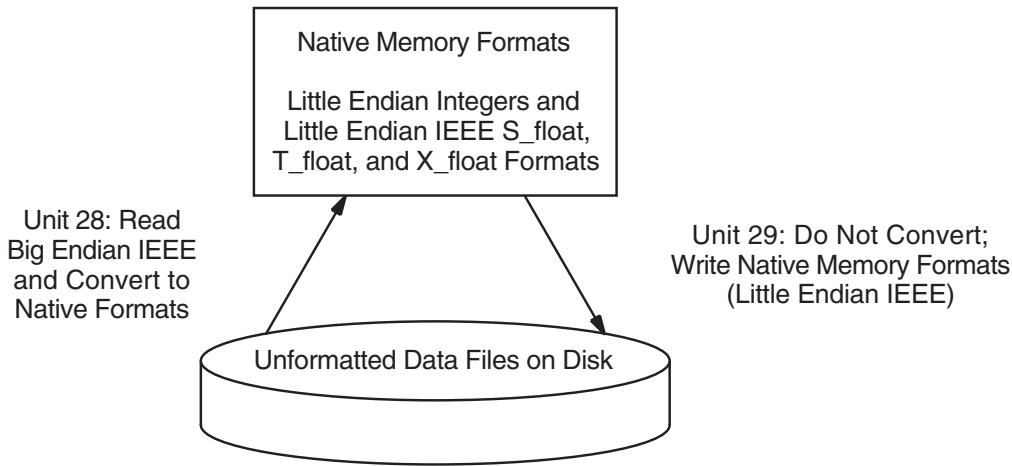 Native Memory Formats
Little Endian Integers and
Little Endian IEEE S_float,
T_float, and X_float Formats
Unit 28: Read
Big Endian IEEE
and Convert to
Native Formats
Unit 29: Do Not Convert;
Write Native Memory Formats
(Little Endian IEEE)
Unformatted Data Files on Disk